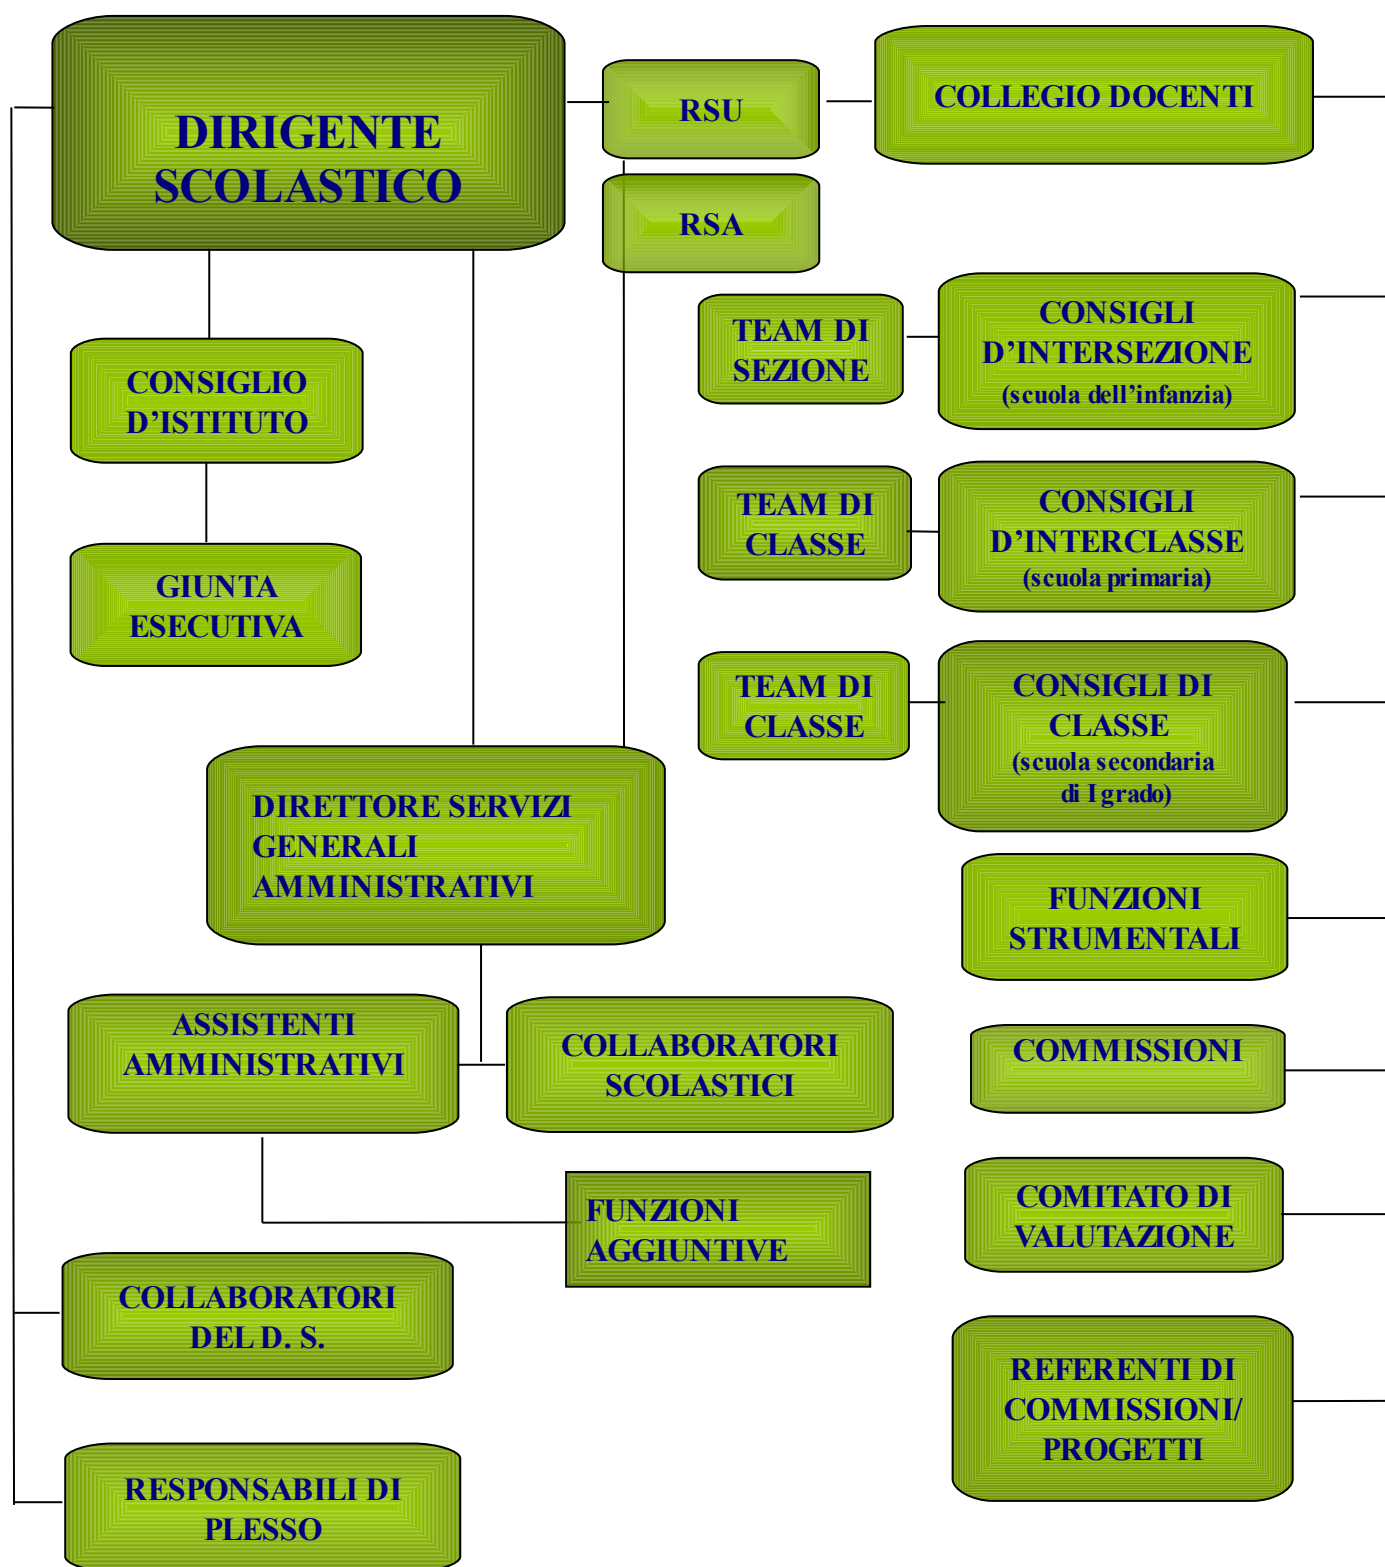 DIRIGENTE
SCOLASTICO
RSU
COLLEGIO DOCENTI
RSA
TEAM DI
SEZIONE
CONSIGLI
D’INTERSEZIONE
(scuola dell’infanzia)
CONSIGLIO
D’ISTITUTO
TEAM DI
CLASSE
CONSIGLI
D’INTERCLASSE
(scuola primaria)
GIUNTA
ESECUTIVA
TEAM DI
CLASSE
CONSIGLI DI
CLASSE
(scuola secondaria
di I grado)
DIRETTORE SERVIZI
GENERALI
AMMINISTRATIVI
FUNZIONI
STRUMENTALI
ASSISTENTI
AMMINISTRATIVI
COLLABORATORI
SCOLASTICI
COMMISSIONI
FUNZIONI
AGGIUNTIVE
COMITATO DI
VALUTAZIONE
COLLABORATORI
DEL D. S.
REFERENTI DI
COMMISSIONI/
PROGETTI
RESPONSABILI DI
PLESSO